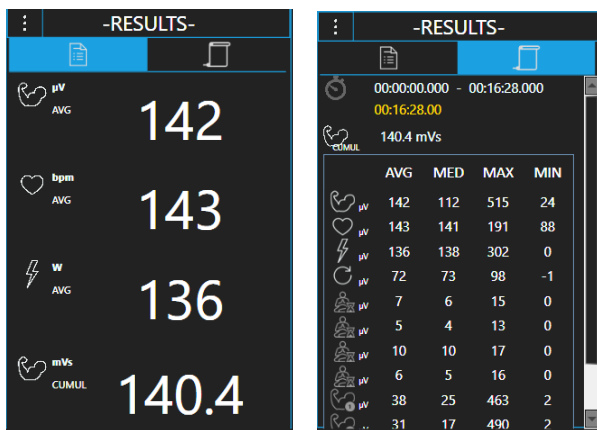 -RESULTS-
µV
AVG
142
bpm
AVG
143
W
AVG
136
mVs
CUMUL
140.4
-RESULTS-
00:00:00.000 - 00:16:28.000
00:16:28.00
CUMUL 140.4 mVs
AVG MED MAX MIN
µV 142 112 515 24
µV 143 141 191 88
µV 136 138 302 0
µV 72 73 98 -1
µV 7 6 15 0
µV 5 4 13 0
µV 10 10 17 0
µV 6 5 16 0
µV 38 25 463 2
31 17 490 2